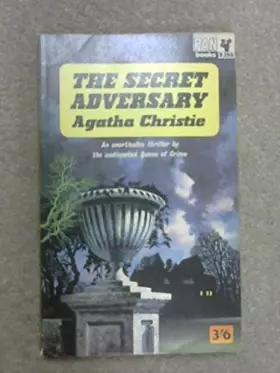 PAN
books
THE SECRET
ADVERSARY
Agatha Christie
An unorthodox thriller by
the undisputed Queen of Crime
3'6